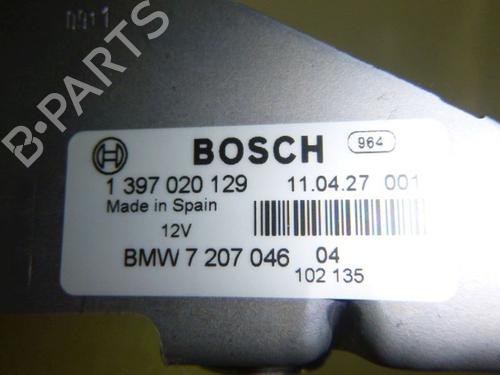 0011
B·PARTS
BOSCH 964
1 397 020 129 11.04.27 001
Made in Spain
12V
BMW 7 207 046 04
102 135